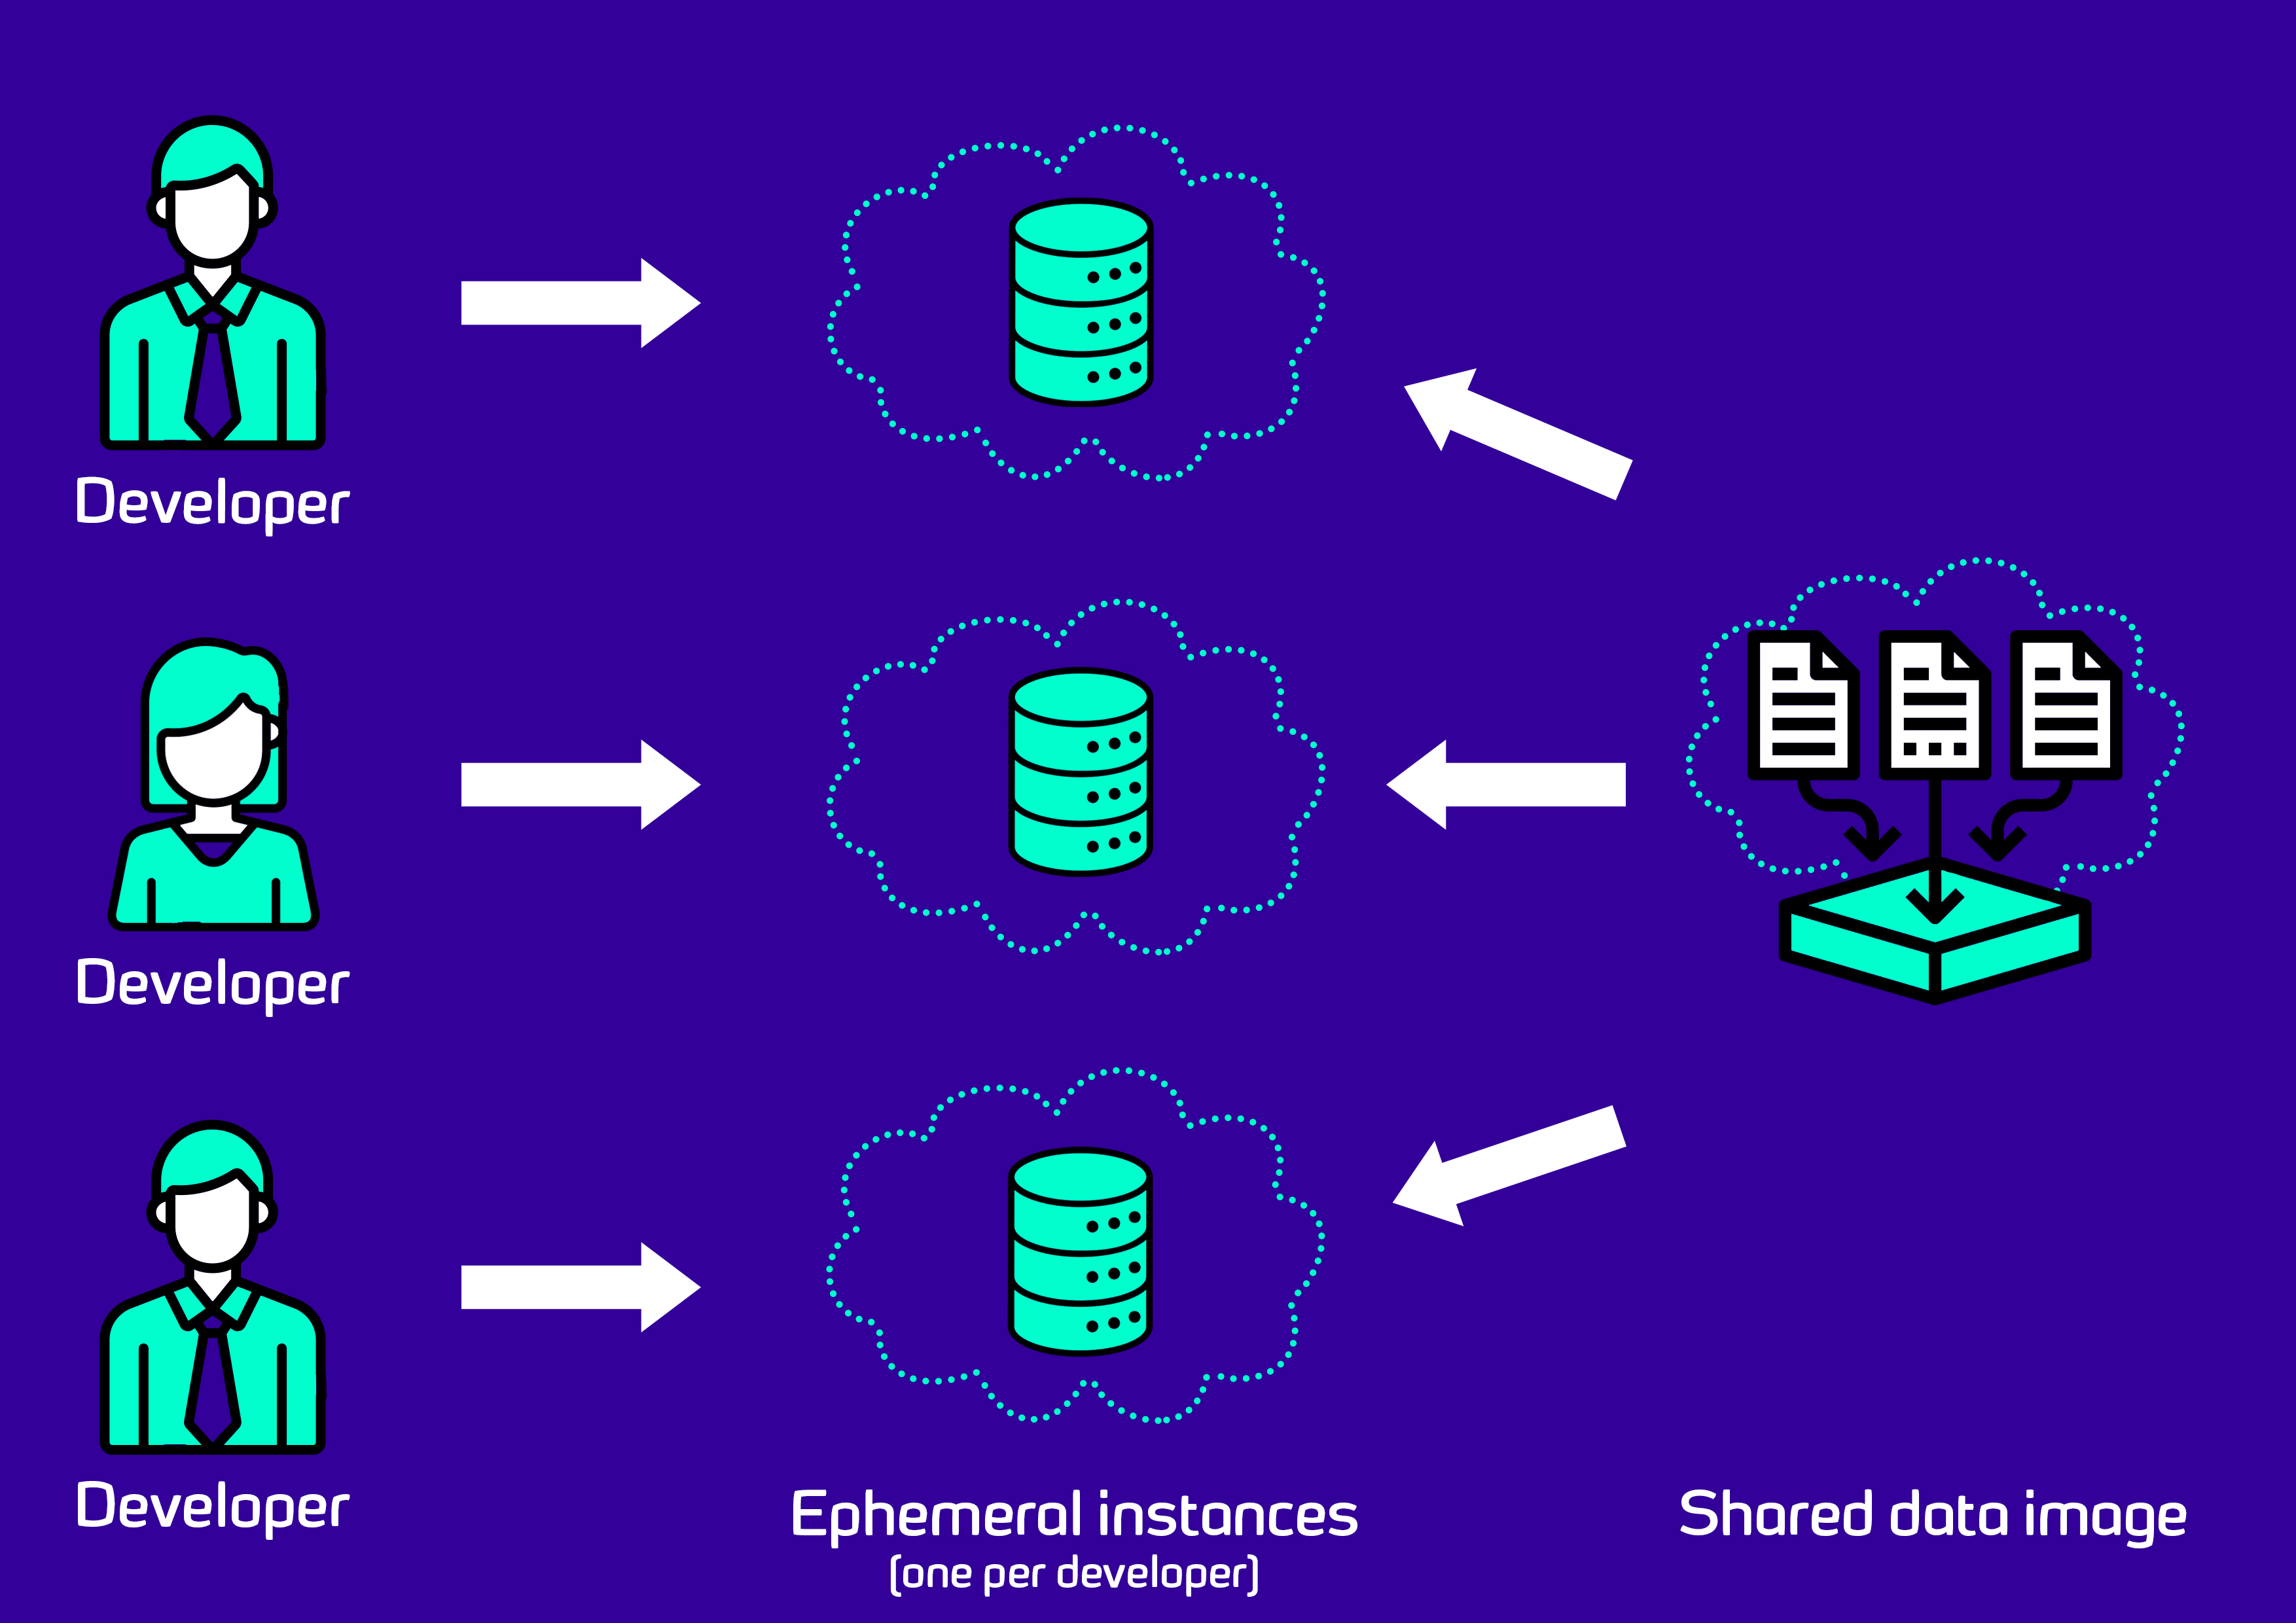 Developer
Developer
Developer
Ephemeral instances
(one per developer)
Shared data image